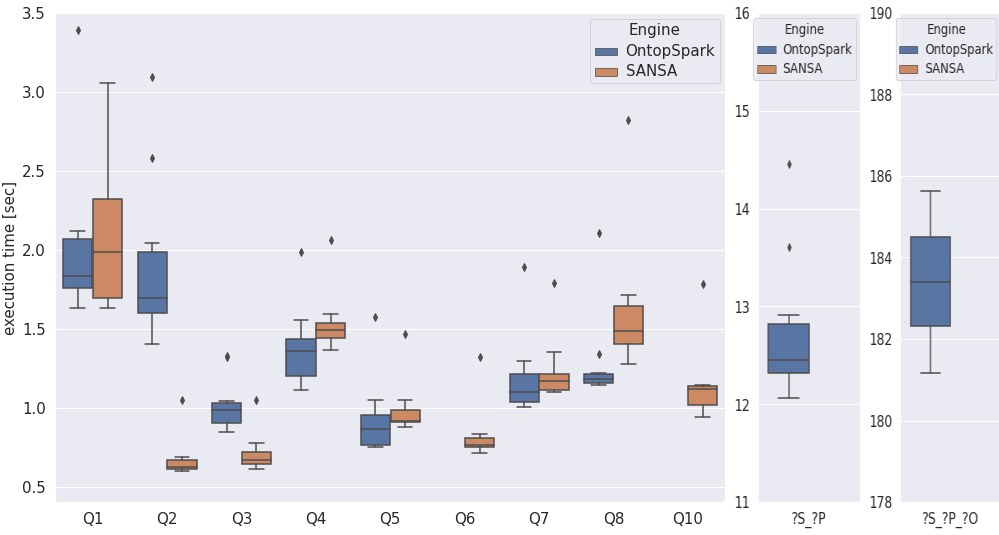 execution time [sec]
3.5
3.0
2.5
2.0
1.5
1.0
0.5
Engine
OntopSpark
SANSA
Q1 Q2 Q3 Q4 Q5 Q6 Q7 Q8 Q10
16
15
14
13
12
11
Engine
OntopSpark
SANSA
?S_?P
190
188
186
184
182
180
178
Engine
OntopSpark
SANSA
?S_?P_?O